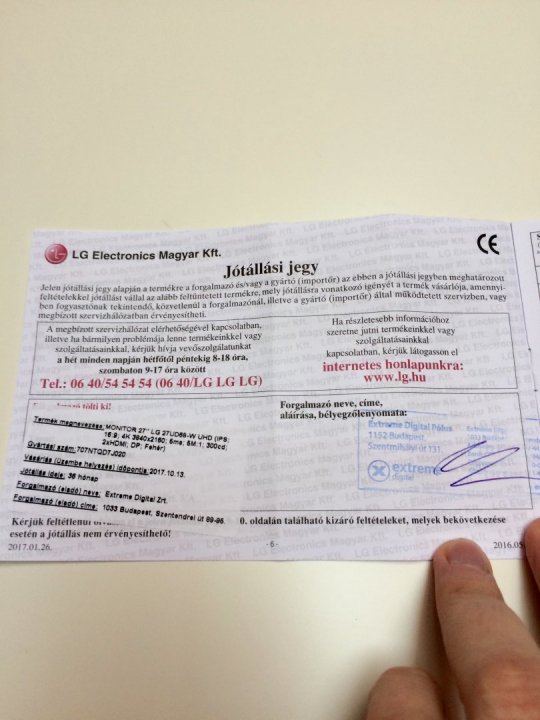 LG Electronics Magyar Kft.
CE
Jótállási jegy
Jelen jótállási jegy alapján a termékre a forgalmazó és/vagy a gyártó (importőr) az ebben a jótállási jegyben meghatározott
feltételekkel jótállást vállal az alább feltüntetett termékre, mely jótállásra vonatkozó igényét a termék vásárlója, amennyi-
ben fogyasztónak tekintendő, közvetlenül a forgalmazónál, illetve a gyártó (importőr) által működtetett szervizben, vagy
megbízott szervizhálózatban érvényesítheti.
A megbízott szervizhálózat elérhetőségével kapcsolatban,
illetve ha bármilyen problémája lenne termékeinkkel vagy
szolgáltatásainkkal, kérjük hívja vevőszolgálatunkat
a hét minden napján hétfőtől péntekig 8-18 óra,
szombaton 9-17 óra között
Tel.: 06 40/54 54 54 (06 40/LG LG LG)
Ha részletesebb információhoz
szeretne jutni termékeinkkel vagy
szolgáltatásainkkal
kapcsolatban, kérjük látogasson el
internetes honlapunkra:
www.lg.hu
tölti ki!
Termék megnevezése: MONITOR 27" LG 27UD69-W UHD (IPS;
16:9; 4K 3840x2160; 5ms; 5M:1; 300cd;
2xHDMI; DP; Fehér)
Gyártási szám: 707NTQD7J020
Vásárlás (üzembe helyezés) időpontja: 2017.10.13.
Jótállás ideje: 36 hónap
Forgalmazó (eladó) neve: Extreme Digital Zrt.
Forgalmazó (eladó) címe: 1033 Budapest, Szentendrei út 89-95.
Forgalmazó neve, címe,
aláírása, bélyegzőlenyomata:
Extreme Digital Pólus
1152 Budapest
Szentmihályi út 131.
extreme
digital
Kérjük feltétlenül
0. oldalán található kizáró feltételeket, melyek bekövetkezése
esetén a jótállás nem érvényesíthető!
2017.01.26.
- 6 -